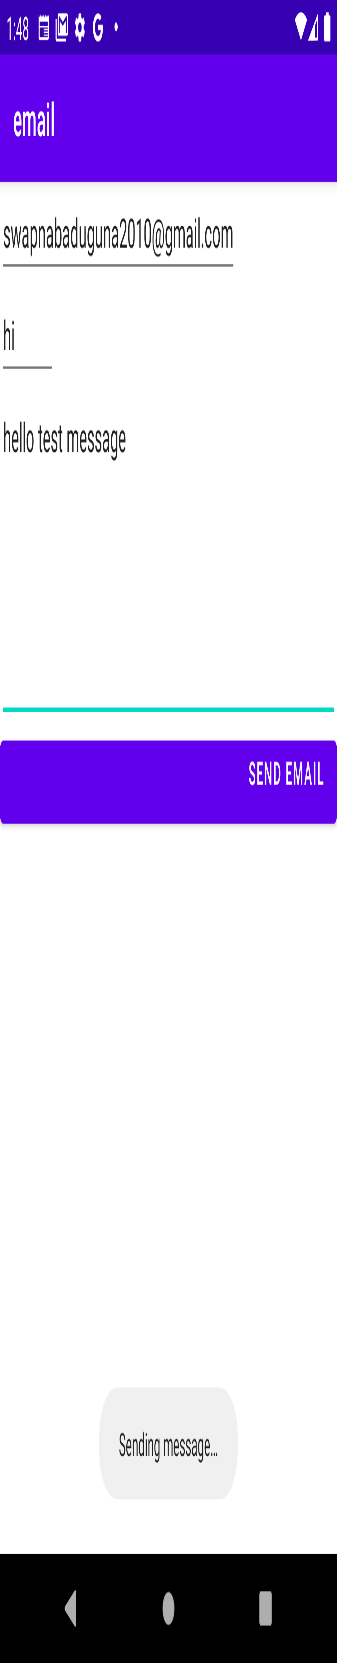 1:48
email
swapnabaduguna2010@gmail.com
hi
hello test message
SEND EMAIL
Sending message...